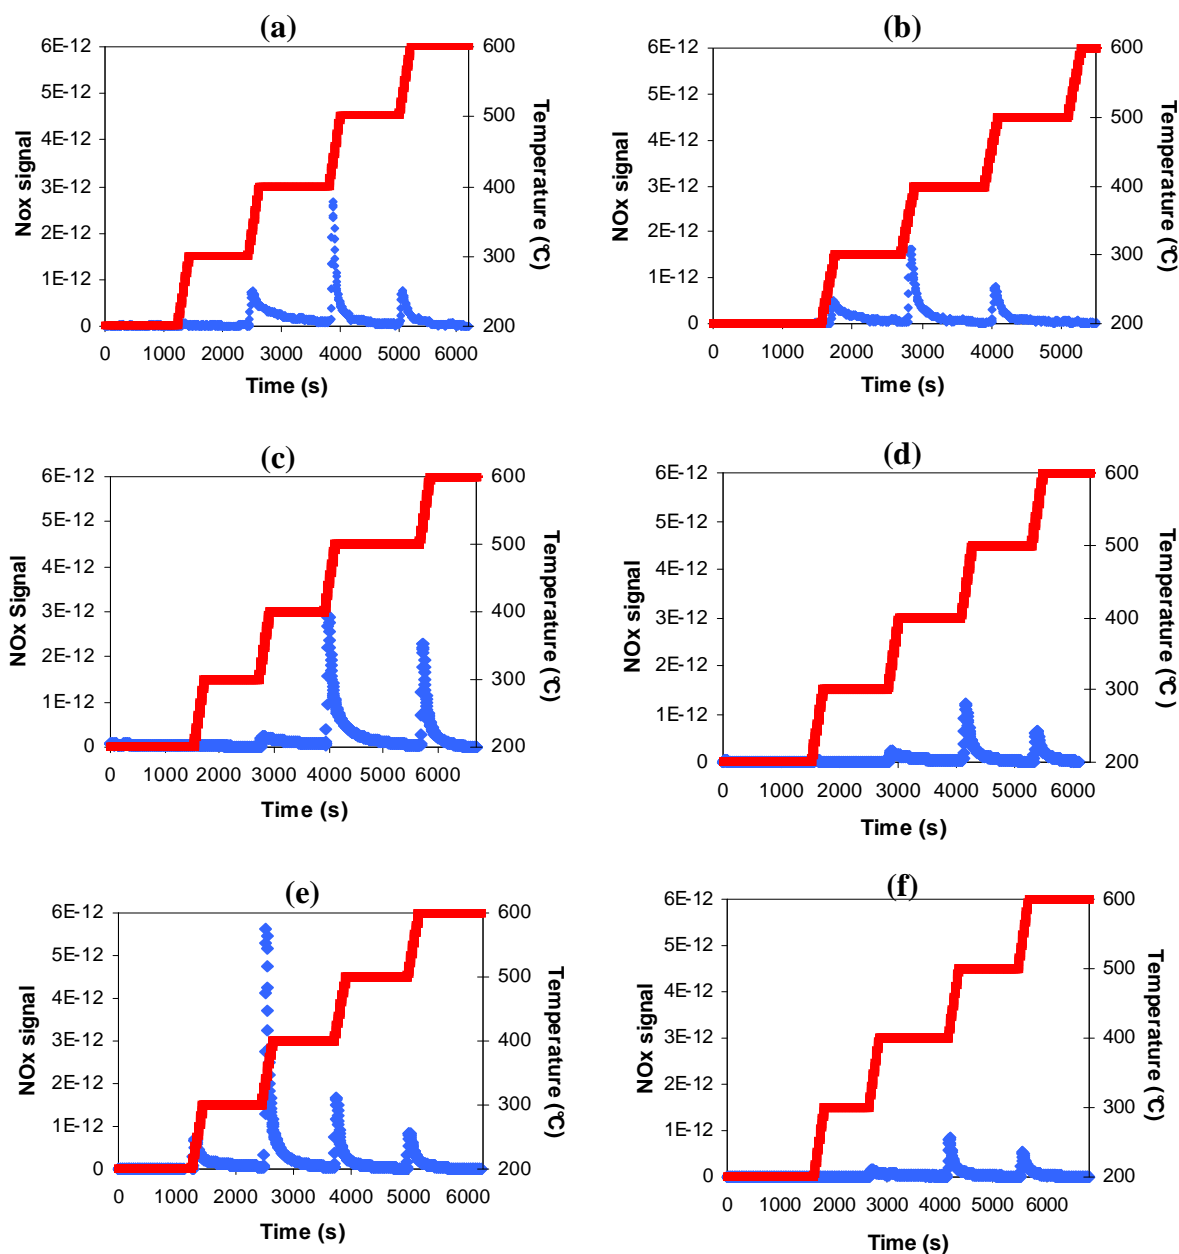 (a)
6E-12
5E-12
4E-12
3E-12
2E-12
1E-12
0
600
500
400
300
200
0 1000 2000 3000 4000 5000 6000
Nox signal
Temperature (°C)
Time (s)
(b)
6E-12
5E-12
4E-12
3E-12
2E-12
1E-12
0
600
500
400
300
200
0 1000 2000 3000 4000 5000
NOx signal
Temperature (°C)
Time (s)
(c)
6E-12
5E-12
4E-12
3E-12
2E-12
1E-12
0
600
500
400
300
200
0 1000 2000 3000 4000 5000 6000
NOx Signal
Temperature (°C)
Time (s)
(d)
6E-12
5E-12
4E-12
3E-12
2E-12
1E-12
0
600
500
400
300
200
0 1000 2000 3000 4000 5000 6000
NOx signal
Temperature (°C)
Time (s)
(e)
6E-12
5E-12
4E-12
3E-12
2E-12
1E-12
0
600
500
400
300
200
0 1000 2000 3000 4000 5000 6000
NOx signal
Temperature (°C)
Time (s)
(f)
6E-12
5E-12
4E-12
3E-12
2E-12
1E-12
0
600
500
400
300
200
0 1000 2000 3000 4000 5000 6000
NOx signal
Temperature (°C)
Time (s)